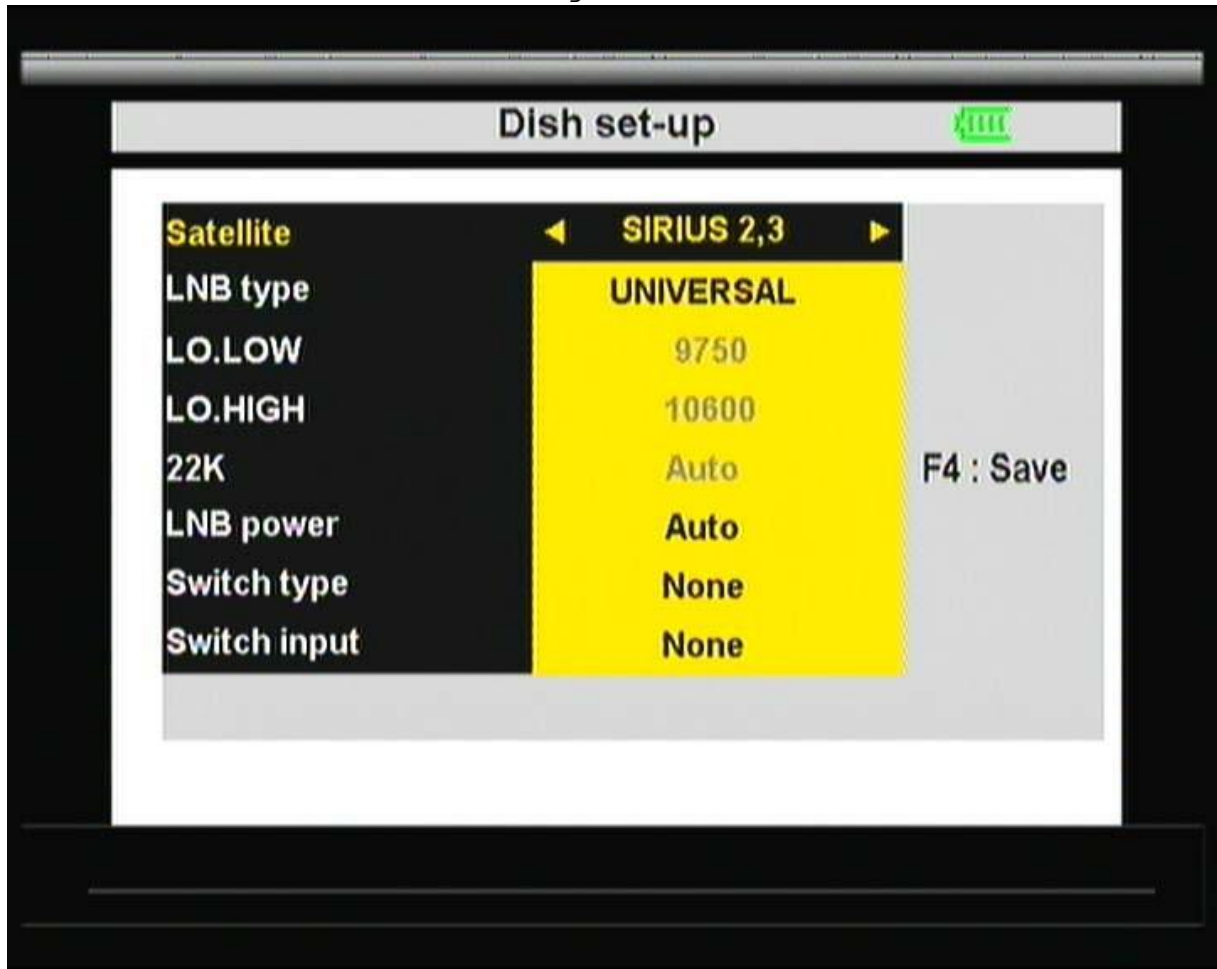 Dish set-up
Satellite ◄ SIRIUS 2,3 ►
LNB type UNIVERSAL
LO.LOW 9750
LO.HIGH 10600
22K Auto F4 : Save
LNB power Auto
Switch type None
Switch input None